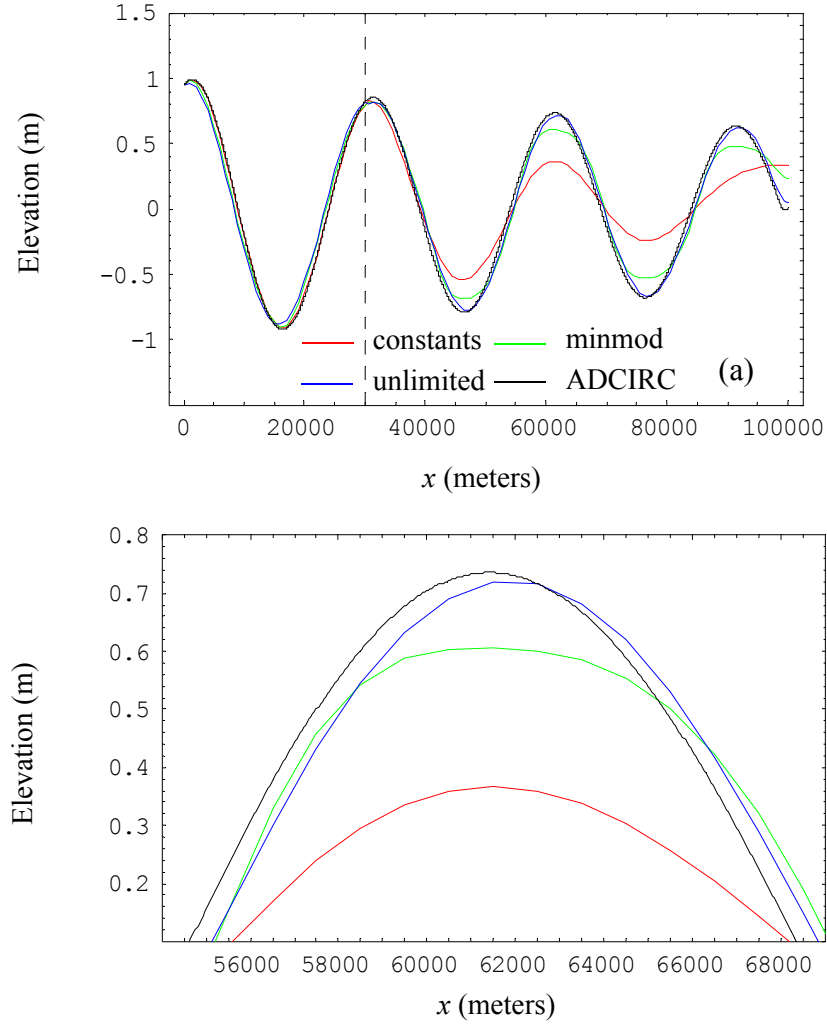 1.5
1
0.5
0
-0.5
-1
Elevation (m)
constants
minmod
unlimited
ADCIRC
(a)
0 20000 40000 60000 80000 100000
x (meters)
0.8
0.7
0.6
0.5
0.4
0.3
0.2
Elevation (m)
56000 58000 60000 62000 64000 66000 68000
x (meters)